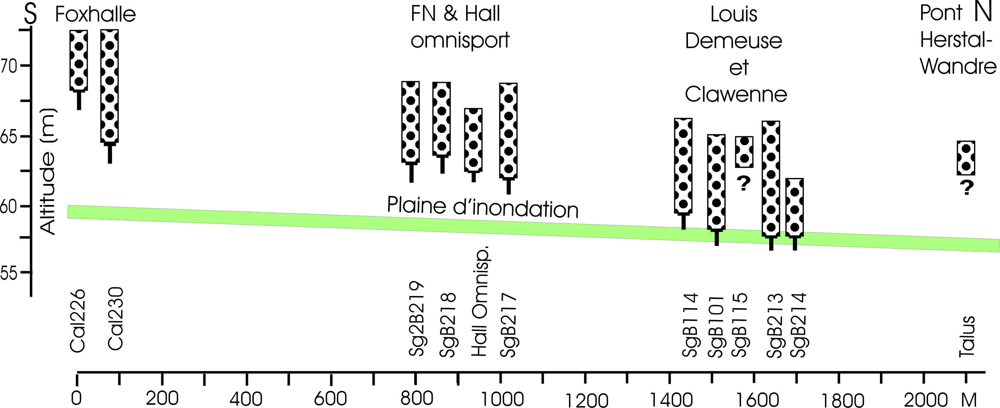 S
Foxhalle
FN & Hall
omnisport
Louis
Demeuse
et
Clawenne
Pont N
Herstal-
Wandre
70
65
60
55
Altitude (m)
Plaine d'inondation
?
?
Cal226
Cal230
Sg2B219
SgB218
Hall Omnisp.
SgB217
SgB114
SgB101
SgB115
SgB213
SgB214
Talus
0 200 400 600 800 1000 1200 1400 1600 1800 2000 M